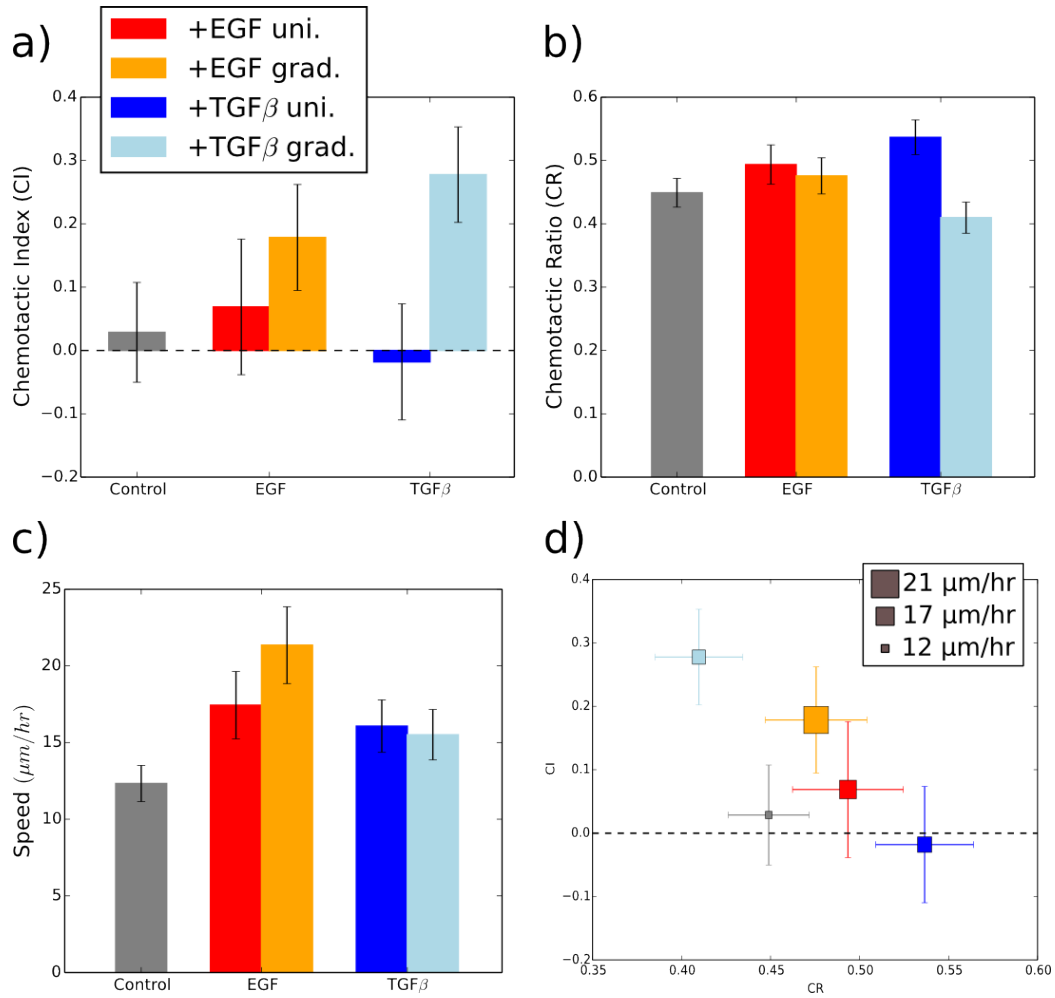 a)
+EGF uni.
+EGF grad.
+TGFβ uni.
+TGFβ grad.
Chemotactic Index (CI)
0.4
0.3
0.2
0.1
0.0
−0.1
−0.2
Control EGF TGFβ
b)
Chemotactic Ratio (CR)
0.6
0.5
0.4
0.3
0.2
0.1
0.0
Control EGF TGFβ
c)
Speed (μm/hr)
25
20
15
10
5
0
Control EGF TGFβ
d)
21 μm/hr
17 μm/hr
12 μm/hr
CI
0.4
0.3
0.2
0.1
0.0
−0.1
−0.2
0.35 0.40 0.45 0.50 0.55 0.60
CR